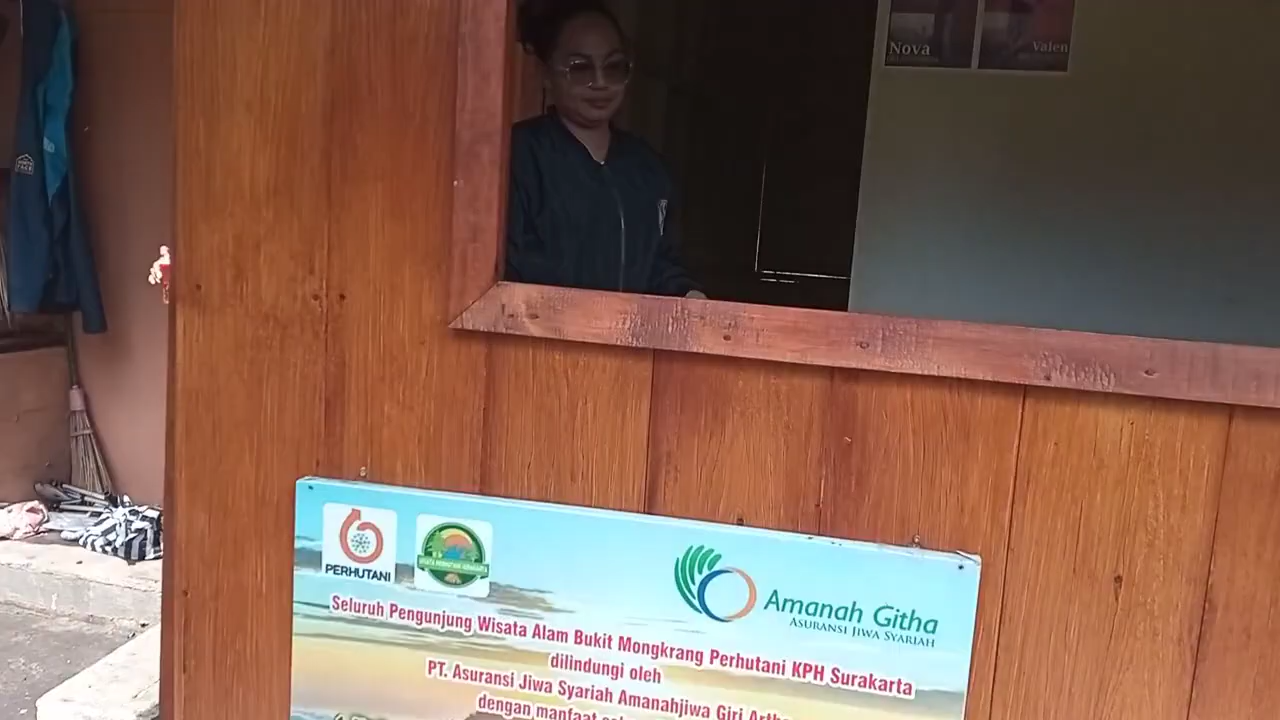 Nova
Valen
PERHUTANI
Amanah Githa
ASURANSI JIWA SYARIAH
Seluruh Pengunjung Wisata Alam Bukit Mongkrang Perhutani KPH Surakarta
dilindungi oleh
PT. Asuransi Jiwa Syariah Amanahjiwa Giri
dengan manfaat